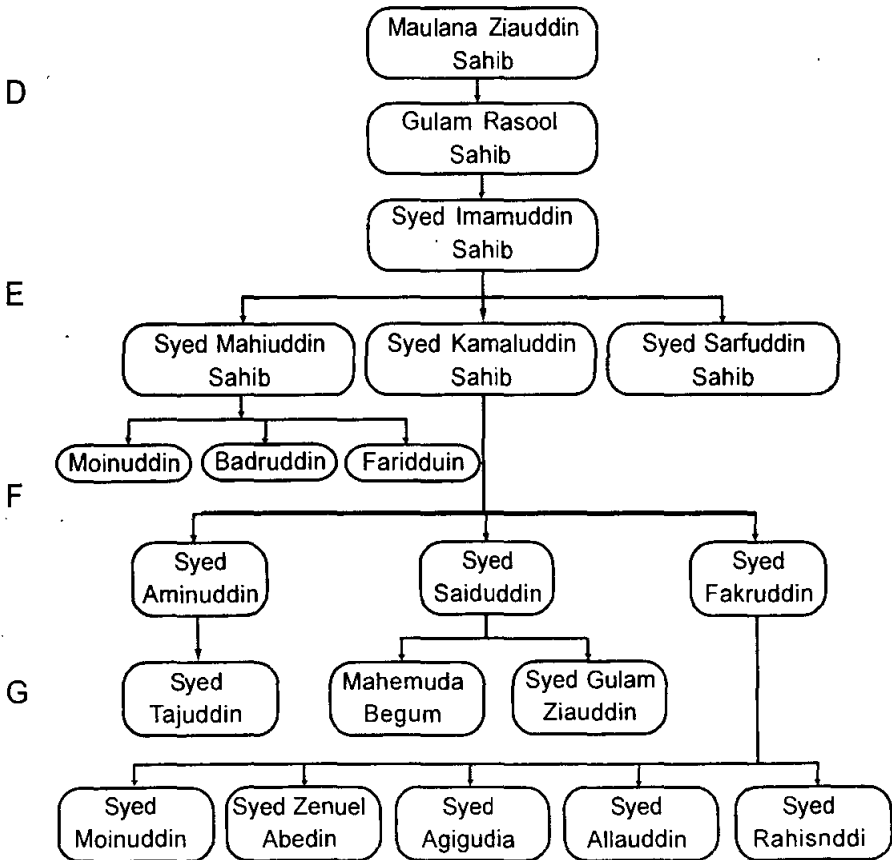 Maulana Ziauddin
Sahib
D
Gulam Rasool
Sahib
Syed Imamuddin
Sahib
E
Syed Mahiuddin
Sahib
Syed Kamaluddin
Sahib
Syed Sarfuddin
Sahib
Moinuddin
Badruddin
Faridduin
F
Syed
Aminuddin
Syed
Saiduddin
Syed
Fakruddin
G
Syed
Tajuddin
Mahemuda
Begum
Syed Gulam
Ziauddin
Syed
Moinuddin
Syed Zenuel
Abedin
Syed
Agigudia
Syed
Allauddin
Syed
Rahisnddi